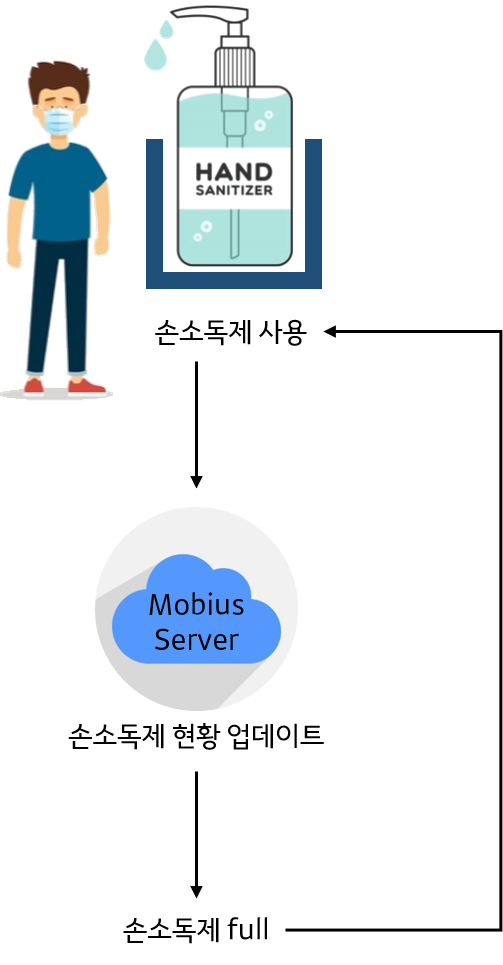 HAND
SANITIZER
손소독제 사용
Mobius
Server
손소독제 현황 업데이트
손소독제 full